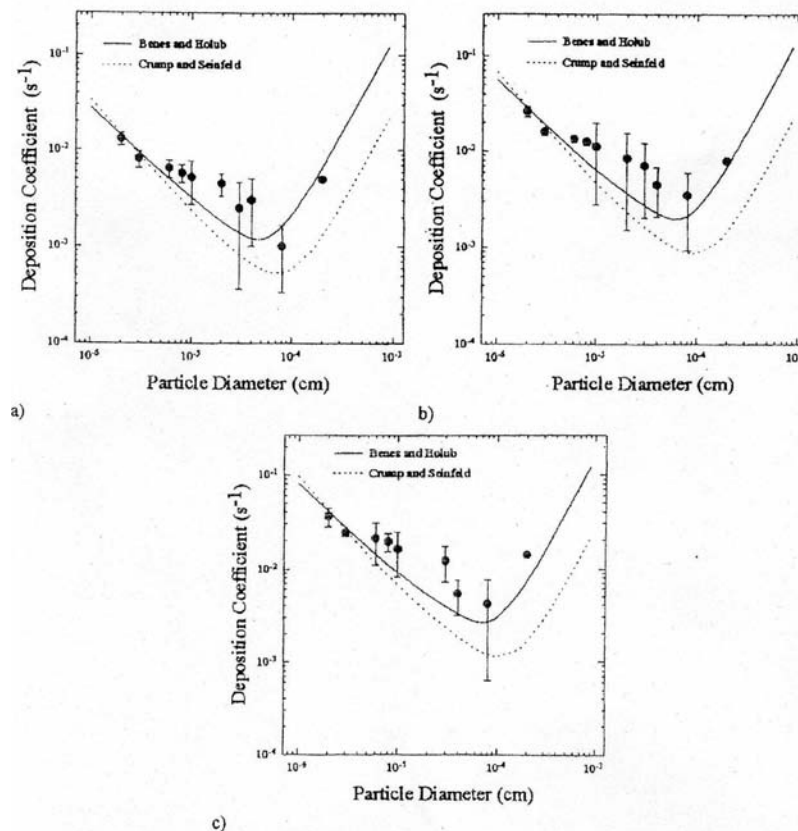 Benes and Holub
Crump and Seinfeld
Deposition Coefficient (s⁻¹)
10⁻¹
10⁻²
10⁻³
10⁻⁴
10⁻⁶
10⁻⁵
10⁻⁴
10⁻³
Particle Diameter (cm)
a)
Benes and Holub
Crump and Seinfeld
Deposition Coefficient (s⁻¹)
10⁻¹
10⁻²
10⁻³
10⁻⁴
10⁻⁶
10⁻⁵
10⁻⁴
10⁻³
Particle Diameter (cm)
b)
Benes and Holub
Crump and Seinfeld
Deposition Coefficient (s⁻¹)
10⁻¹
10⁻²
10⁻³
10⁻⁴
10⁻⁶
10⁻⁵
10⁻⁴
10⁻³
Particle Diameter (cm)
c)